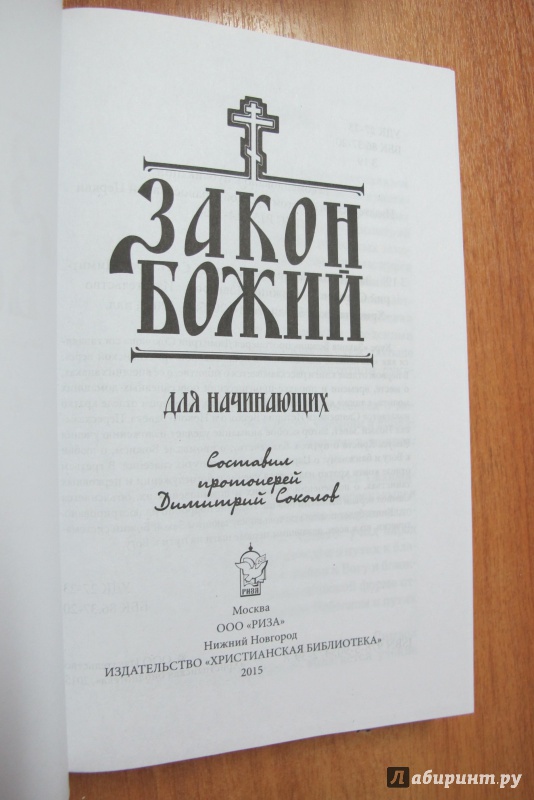 ЗАКОН
БОЖИЙ
ДЛЯ НАЧИНАЮЩИХ
Составил
протоиерей
Димитрий Соколов
РИЗА
Москва
ООО «РИЗА»
Нижний Новгород
ИЗДАТЕЛЬСТВО «ХРИСТИАНСКАЯ БИБЛИОТЕКА»
2015
Лабиринт.ру